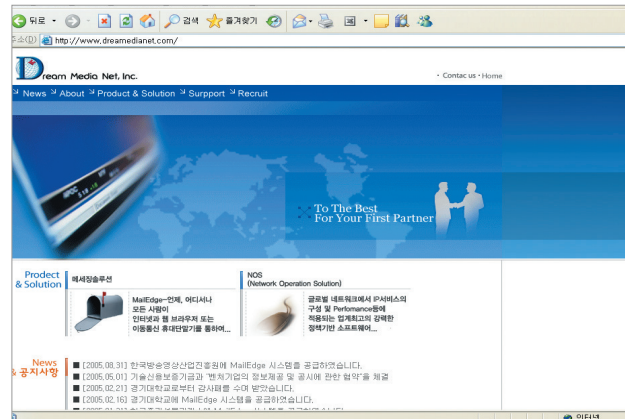 뒤로 검색 즐겨찾기
주소(D) http://www.dreamedianet.com/
Dream Media Net, Inc.
· Contac us · Home
News About Product & Solution Surpport Recruit
To The Best
For Your First Partner
Prodect
& Solution
메세징솔루션
MailEdge-언제, 어디서나
모든 사람이
인터넷과 웹 브라우저 또는
이동통신 휴대단말기를 통하여...
NOS
(Network Operation Solution)
글로벌 네트워크에서 IP서비스의
구성 및 Perfomance등에
적용되는 업계최고의 강력한
정책기반 소프트웨어...
News
& 공지사항
■ [2005,08,31] 한국방송영상산업진흥원에 MailEdge 시스템을 공급하였습니다.
■ [2005,05,01] 기술신용보증기금과 "벤처기업의 정보제공 및 공시에 관한 협약"을 체결
■ [2005,02,21] 경기대학교로부터 감사패를 수여 받았습니다.
■ [2005,02,16] 경기대학교에 MailEdge 시스템을 공급하였습니다.
인터넷